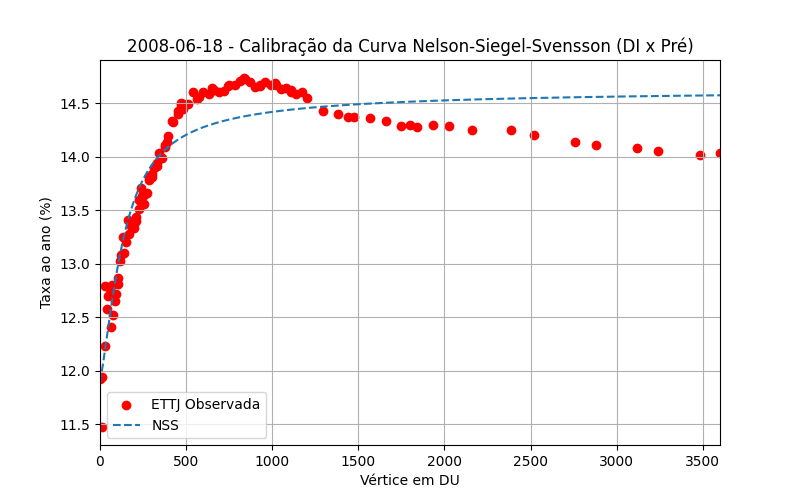 2008-06-18 - Calibração da Curva Nelson-Siegel-Svensson (DI x Pré)
Taxa ao ano (%)
14.5
14.0
13.5
13.0
12.5
12.0
11.5
ETTJ Observada
NSS
0 500 1000 1500 2000 2500 3000 3500
Vértice em DU